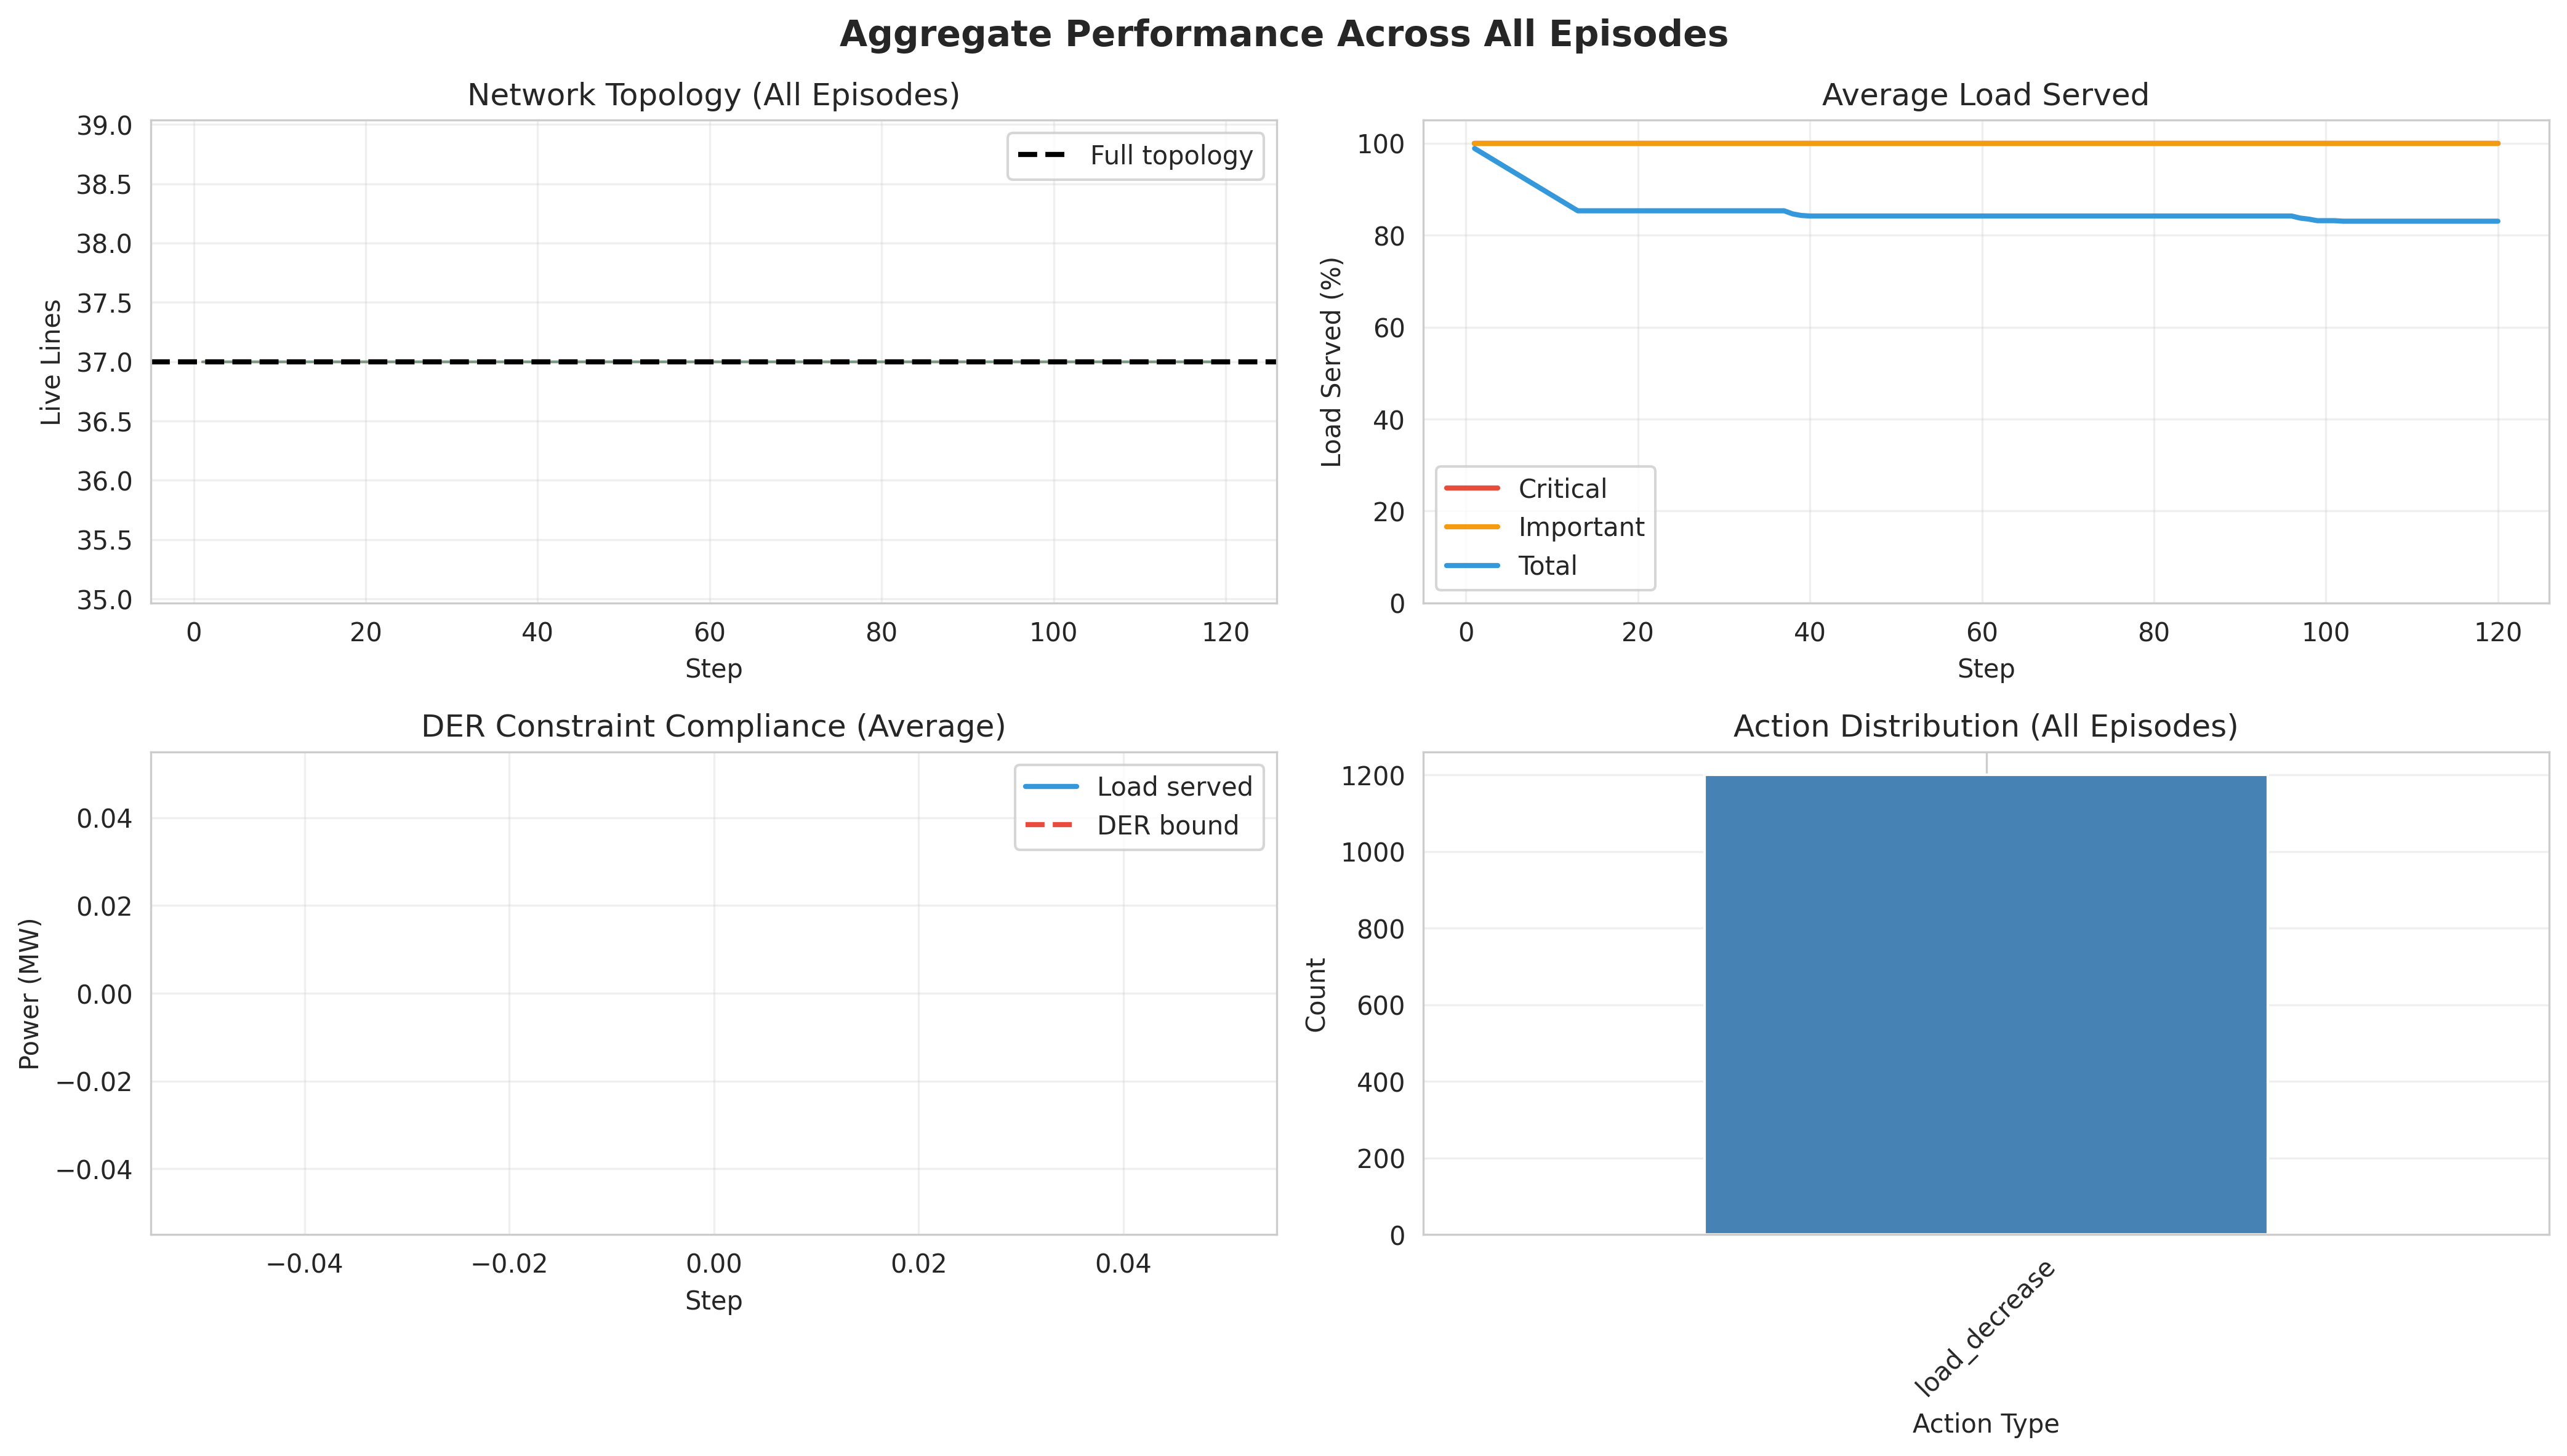 Aggregate Performance Across All Episodes
Network Topology (All Episodes)
39.0
38.5
38.0
37.5
37.0
36.5
36.0
35.5
35.0
Live Lines
Full topology
0 20 40 60 80 100 120
Step
Average Load Served
100
80
60
40
20
0
Load Served (%)
Critical
Important
Total
0 20 40 60 80 100 120
Step
DER Constraint Compliance (Average)
0.04
0.02
0.00
−0.02
−0.04
Power (MW)
Load served
DER bound
−0.04 −0.02 0.00 0.02 0.04
Step
Action Distribution (All Episodes)
1200
1000
800
600
400
200
0
Count
load_decrease
Action Type